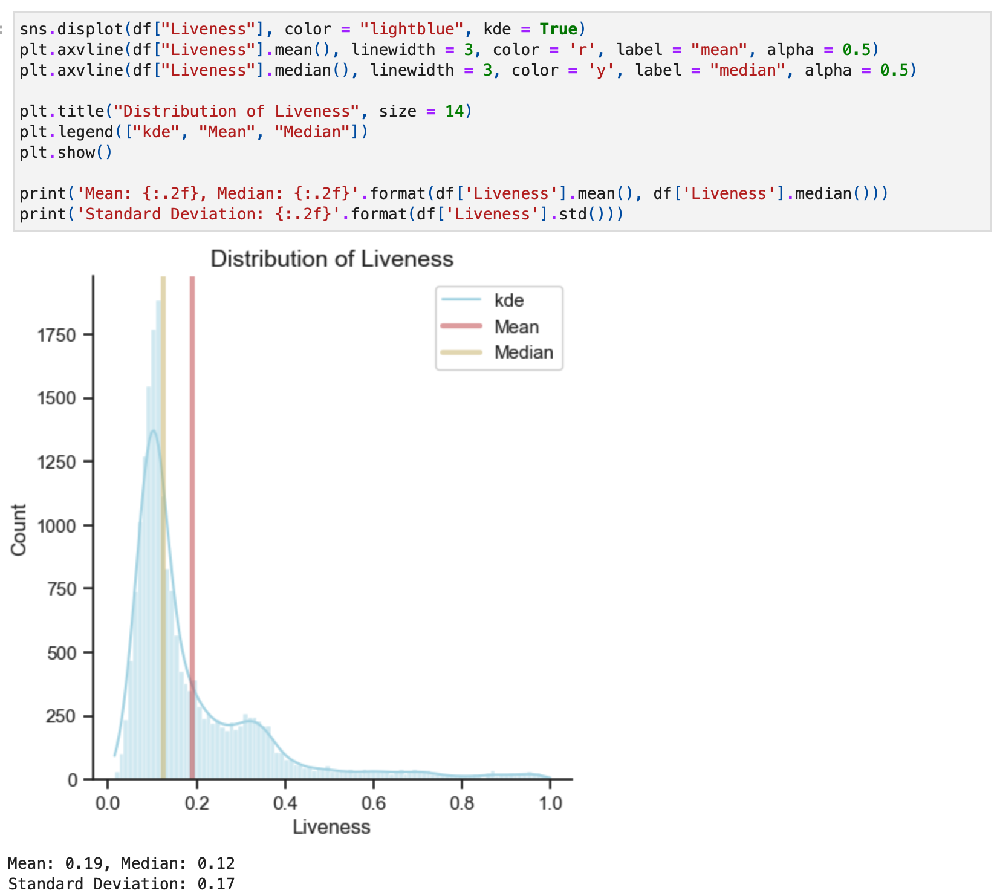 sns.displot(df["Liveness"], color = "lightblue", kde = True)
plt.axvline(df["Liveness"].mean(), linewidth = 3, color = 'r', label = "mean", alpha = 0.5)
plt.axvline(df["Liveness"].median(), linewidth = 3, color = 'y', label = "median", alpha = 0.5)
plt.title("Distribution of Liveness", size = 14)
plt.legend(["kde", "Mean", "Median"])
plt.show()
print('Mean: {:.2f}, Median: {:.2f}'.format(df['Liveness'].mean(), df['Liveness'].median()))
print('Standard Deviation: {:.2f}'.format(df['Liveness'].std()))
Distribution of Liveness
kde
Mean
Median
1750
1500
1250
1000
750
500
250
0
Count
0.0 0.2 0.4 0.6 0.8 1.0
Liveness
Mean: 0.19, Median: 0.12
Standard Deviation: 0.17